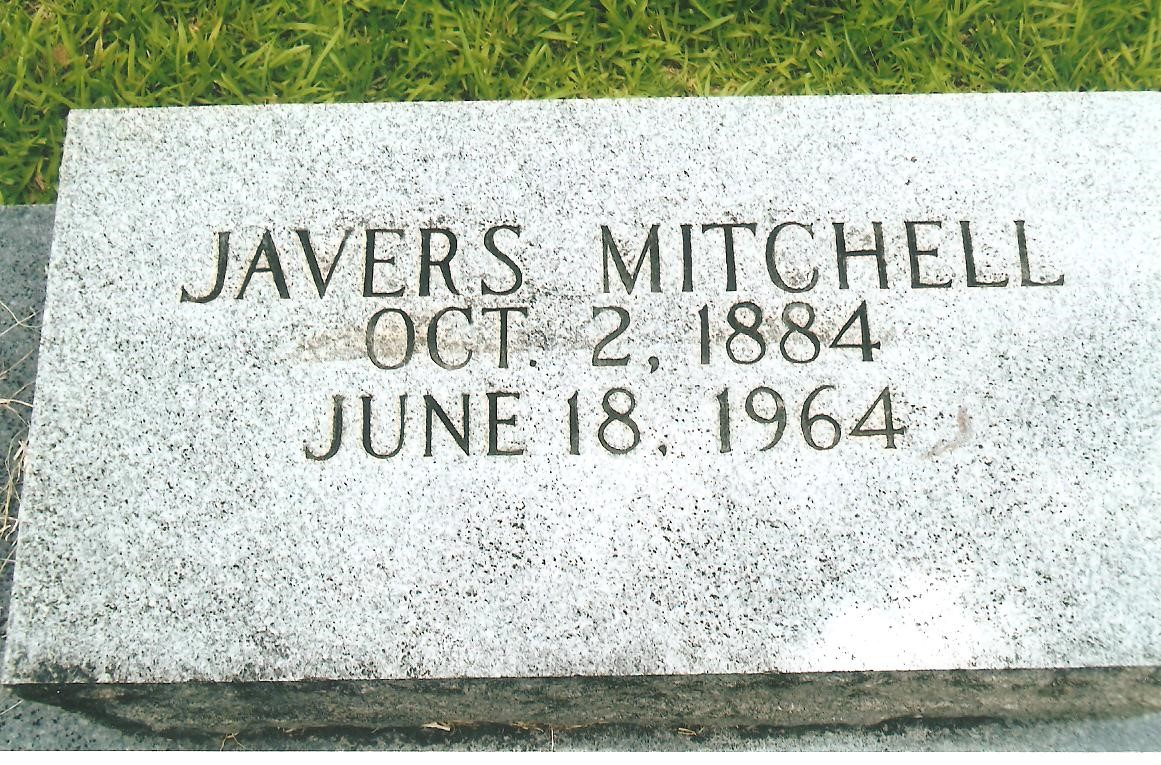 JAVERS MITCHELL
OCT. 2, 1884
JUNE 18, 1964